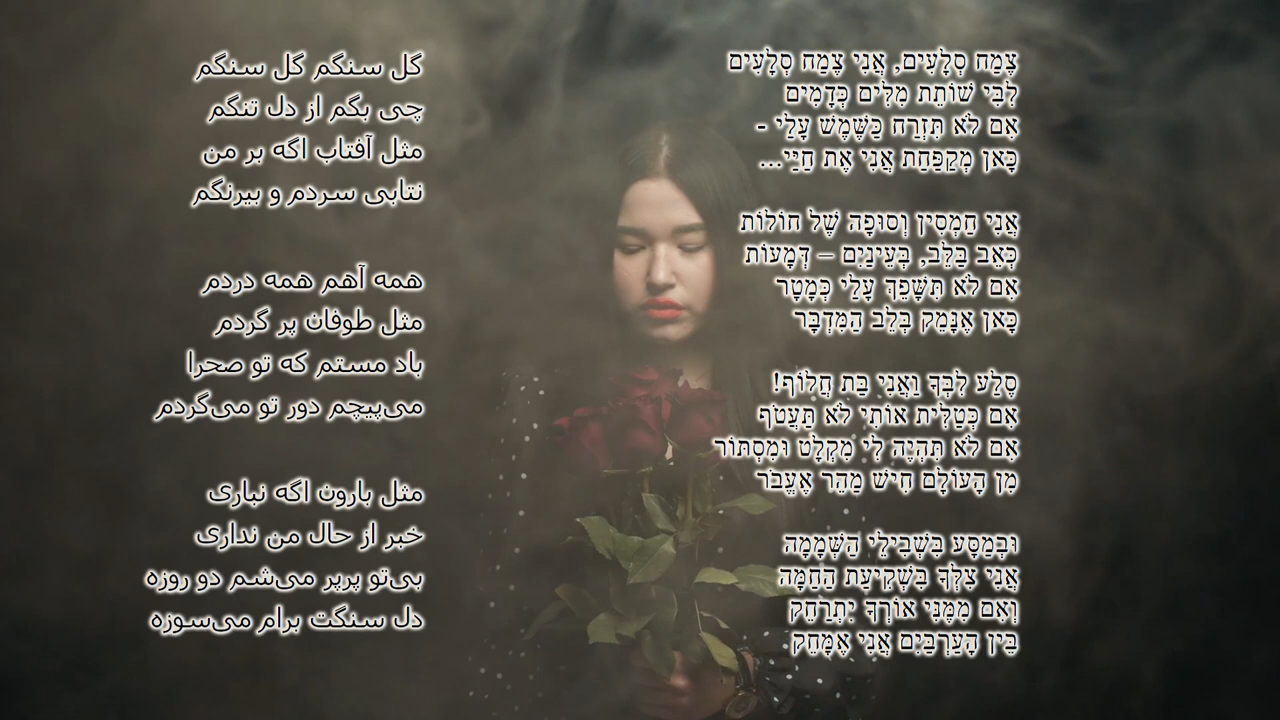 گل سنگم گل سنگم
چی بگم از دل تنگم
مثل آفتاب اگه بر من
نتابی سردم و بیرنگم
همه آهم همه دردم
مثل طوفان پر گردم
باد مستم که تو صحرا
می‌پیچم دور تو می‌گردم
مثل بارون اگه نباری
خبر از حال من نداری
بی‌تو پرپر می‌شم دو روزه
دل سنگت برام می‌سوزه
צֶמַח סְלָעִים, אֲנִי צֶמַח סְלָעִים
לִבִּי שׁוֹתֵת מִלִּים כְּדָמִים
אִם לֹא תִּזְרַח כַּשֶּׁמֶשׁ עָלַי -
כָּאן מְקַפַּחַת אֲנִי אֶת חַיַּי...
אֲנִי חַמְסִין וְסוּפָה שֶׁל חוֹלוֹת
כְּאֵב בַּלֵּב, בְּעֵינַיִם – דְּמָעוֹת
אִם לֹא תִּשָּׁפֵךְ עָלַי כְּמָטָר
כָּאן אֶנָּמֵק בְּלֵב הַמִּדְבָּר
סֶלַע לִבְּךָ וַאֲנִי בַּת חֲלוֹף!
אִם כְּטַלִּית אוֹתִי לֹא תַּעֲטֹף
אִם לֹא תִּהְיֶה לִי מִקְלָט וּמִסְתּוֹר
מִן הָעוֹלָם חִישׁ מַהֵר אֶעֱבֹר
וּבְמַסָּע בִּשְׁבִילֵי הַשְּׁמָמָה
אֲנִי צִלְּךָ בִּשְׁקִיעַת הַחַמָּה
וְאִם מִמֶּנִּי אוֹרְךָ יִתְרַחֵק
בֵּין הָעַרְבַּיִם אֲנִי אֶמָּחֵק